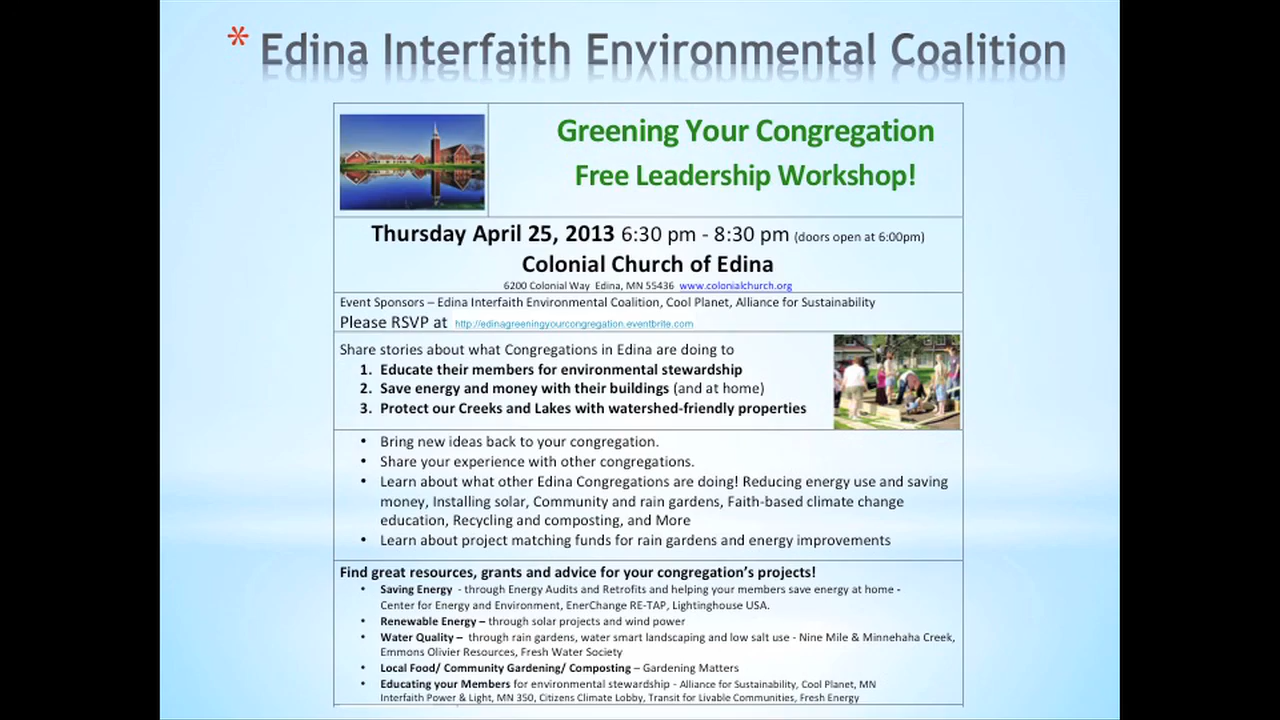 * Edina Interfaith Environmental Coalition
Greening Your Congregation
Free Leadership Workshop!
Thursday April 25, 2013 6:30 pm - 8:30 pm (doors open at 6:00pm)
Colonial Church of Edina
6200 Colonial Way Edina, MN 55436 www.colonialchurch.org
Event Sponsors – Edina Interfaith Environmental Coalition, Cool Planet, Alliance for Sustainability
Please RSVP at http://edinagreeningyourcongregation.eventbrite.com
Share stories about what Congregations in Edina are doing to
1. Educate their members for environmental stewardship
2. Save energy and money with their buildings (and at home)
3. Protect our Creeks and Lakes with watershed-friendly properties
• Bring new ideas back to your congregation.
• Share your experience with other congregations.
• Learn about what other Edina Congregations are doing! Reducing energy use and saving
money, Installing solar, Community and rain gardens, Faith-based climate change
education, Recycling and composting, and More
• Learn about project matching funds for rain gardens and energy improvements
Find great resources, grants and advice for your congregation's projects!
• Saving Energy - through Energy Audits and Retrofits and helping your members save energy at home -
Center for Energy and Environment, EnerChange RE-TAP, Lightinghouse USA.
• Renewable Energy – through solar projects and wind power
• Water Quality – through rain gardens, water smart landscaping and low salt use - Nine Mile & Minnehaha Creek,
Emmons Olivier Resources, Fresh Water Society
• Local Food/ Community Gardening/ Composting – Gardening Matters
• Educating your Members for environmental stewardship - Alliance for Sustainability, Cool Planet, MN
Interfaith Power & Light, MN 350, Citizens Climate Lobby, Transit for Livable Communities, Fresh Energy